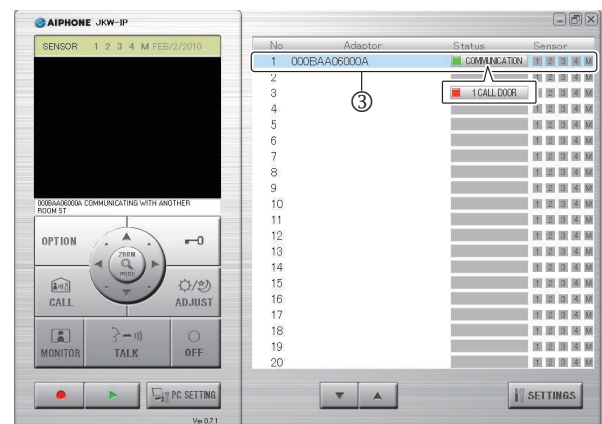 AIPHONE JKW-IP
SENSOR 1 2 3 4 M FEB/2/2010
000BAA06000A COMMUNICATING WITH ANOTHER
ROOM ST
OPTION
ZOOM
MODE
CALL
ADJUST
MONITOR
TALK
OFF
PC SETTING
Ver 0.7.1
No Adaptor Status Sensor
1 000BAA06000A COMMUNICATION 1 2 3 4 M
2 1 2 3 4 M
3 1 CALL DOOR 1 2 3 4 M
③
4 1 2 3 4 M
5 1 2 3 4 M
6 1 2 3 4 M
7 1 2 3 4 M
8 1 2 3 4 M
9 1 2 3 4 M
10 1 2 3 4 M
11 1 2 3 4 M
12 1 2 3 4 M
13 1 2 3 4 M
14 1 2 3 4 M
15 1 2 3 4 M
16 1 2 3 4 M
17 1 2 3 4 M
18 1 2 3 4 M
19 1 2 3 4 M
20 1 2 3 4 M
SETTINGS